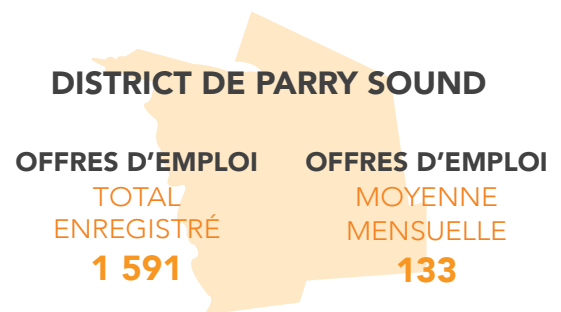 DISTRICT DE PARRY SOUND
OFFRES D’EMPLOI
TOTAL
ENREGISTRÉ
1 591
OFFRES D’EMPLOI
MOYENNE
MENSUELLE
133